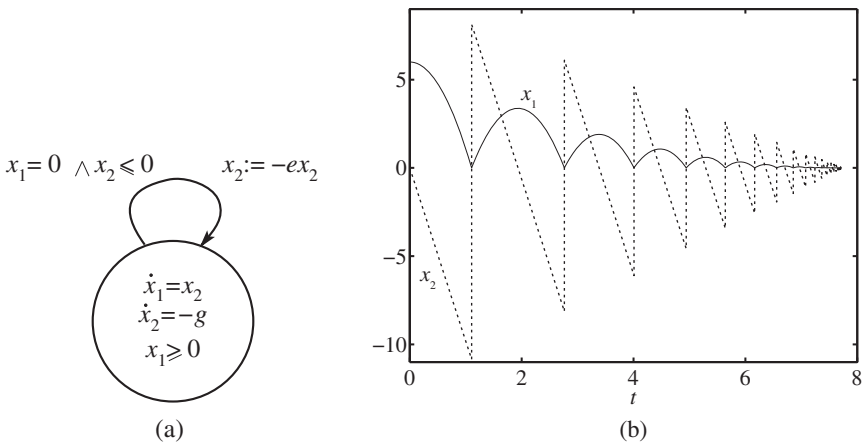 x₁=0 ∧ x₂⩽0
x₂:= -ex₂
ẋ₁=x₂
ẋ₂=-g
x₁⩾0
(a)
5
0
−5
−10
x₁
x₂
0 2 4 6 8
t
(b)